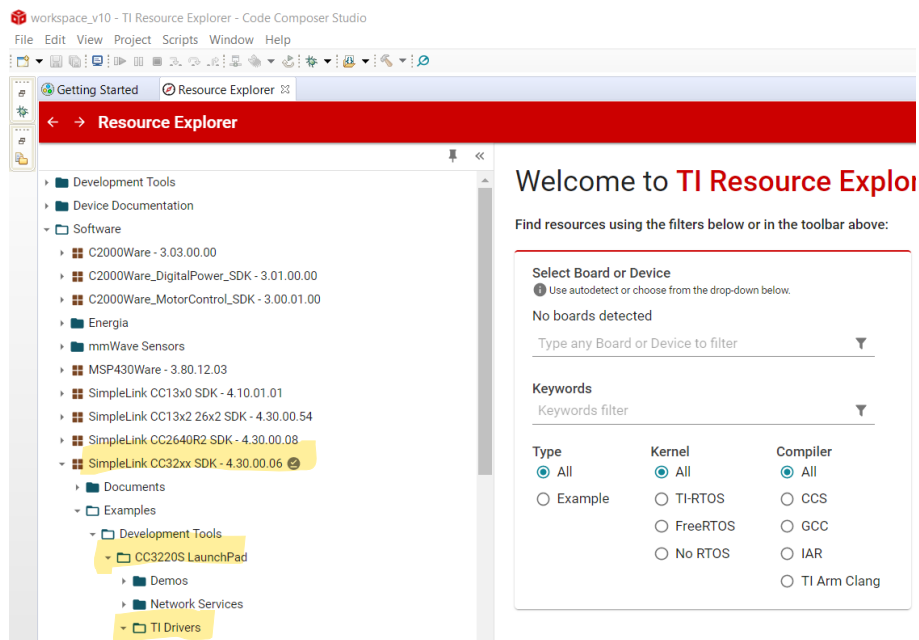 workspace_v10 - TI Resource Explorer - Code Composer Studio
File Edit View Project Scripts Window Help
Getting Started Resource Explorer
Resource Explorer
Development Tools
Device Documentation
Software
C2000Ware - 3.03.00.00
C2000Ware_DigitalPower_SDK - 3.01.00.00
C2000Ware_MotorControl_SDK - 3.00.01.00
Energia
mmWave Sensors
MSP430Ware - 3.80.12.03
SimpleLink CC13x0 SDK - 4.10.01.01
SimpleLink CC13x2 26x2 SDK - 4.30.00.54
SimpleLink CC2640R2 SDK - 4.30.00.08
SimpleLink CC32xx SDK - 4.30.00.06
Documents
Examples
Development Tools
CC3220S LaunchPad
Demos
Network Services
TI Drivers
Welcome to TI Resource Explor
Find resources using the filters below or in the toolbar above:
Select Board or Device
Use autodetect or choose from the drop-down below.
No boards detected
Type any Board or Device to filter
Keywords
Keywords filter
Type Kernel Compiler
All All All
Example TI-RTOS CCS
FreeRTOS GCC
No RTOS IAR
TI Arm Clang